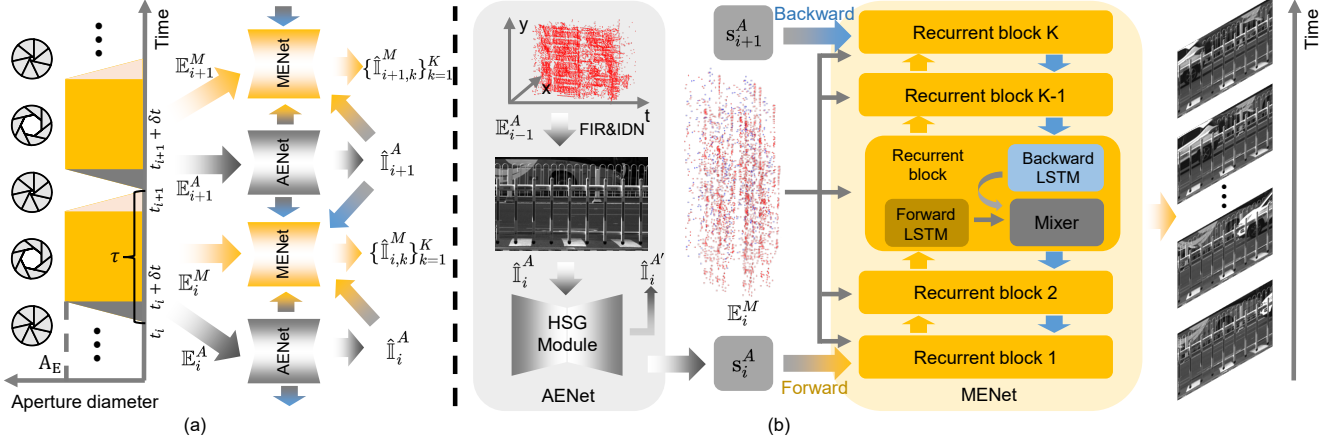 Time
t_{i+1} + δt
t_{i+1}
τ
t_i + δt
t_i
A_E
Aperture diameter
𝔼^M_{i+1}
MENet
{𝕀̂^M_{i+1,k}}^K_{k=1}
𝔼^A_{i+1}
AENet
𝕀̂^A_{i+1}
𝔼^M_i
MENet
{𝕀̂^M_{i,k}}^K_{k=1}
𝔼^A_i
AENet
𝕀̂^A_i
(a)
y
x
t
𝔼^A_{i-1}
FIR&IDN
𝕀̂^A_i
𝕀̂^{A'}_i
HSG
Module
AENet
s^A_{i+1}
Backward
𝔼^M_i
s^A_i
Forward
Recurrent block K
Recurrent block K-1
Recurrent
block
Backward
LSTM
Forward
LSTM
Mixer
Recurrent block 2
Recurrent block 1
MENet
(b)
Time